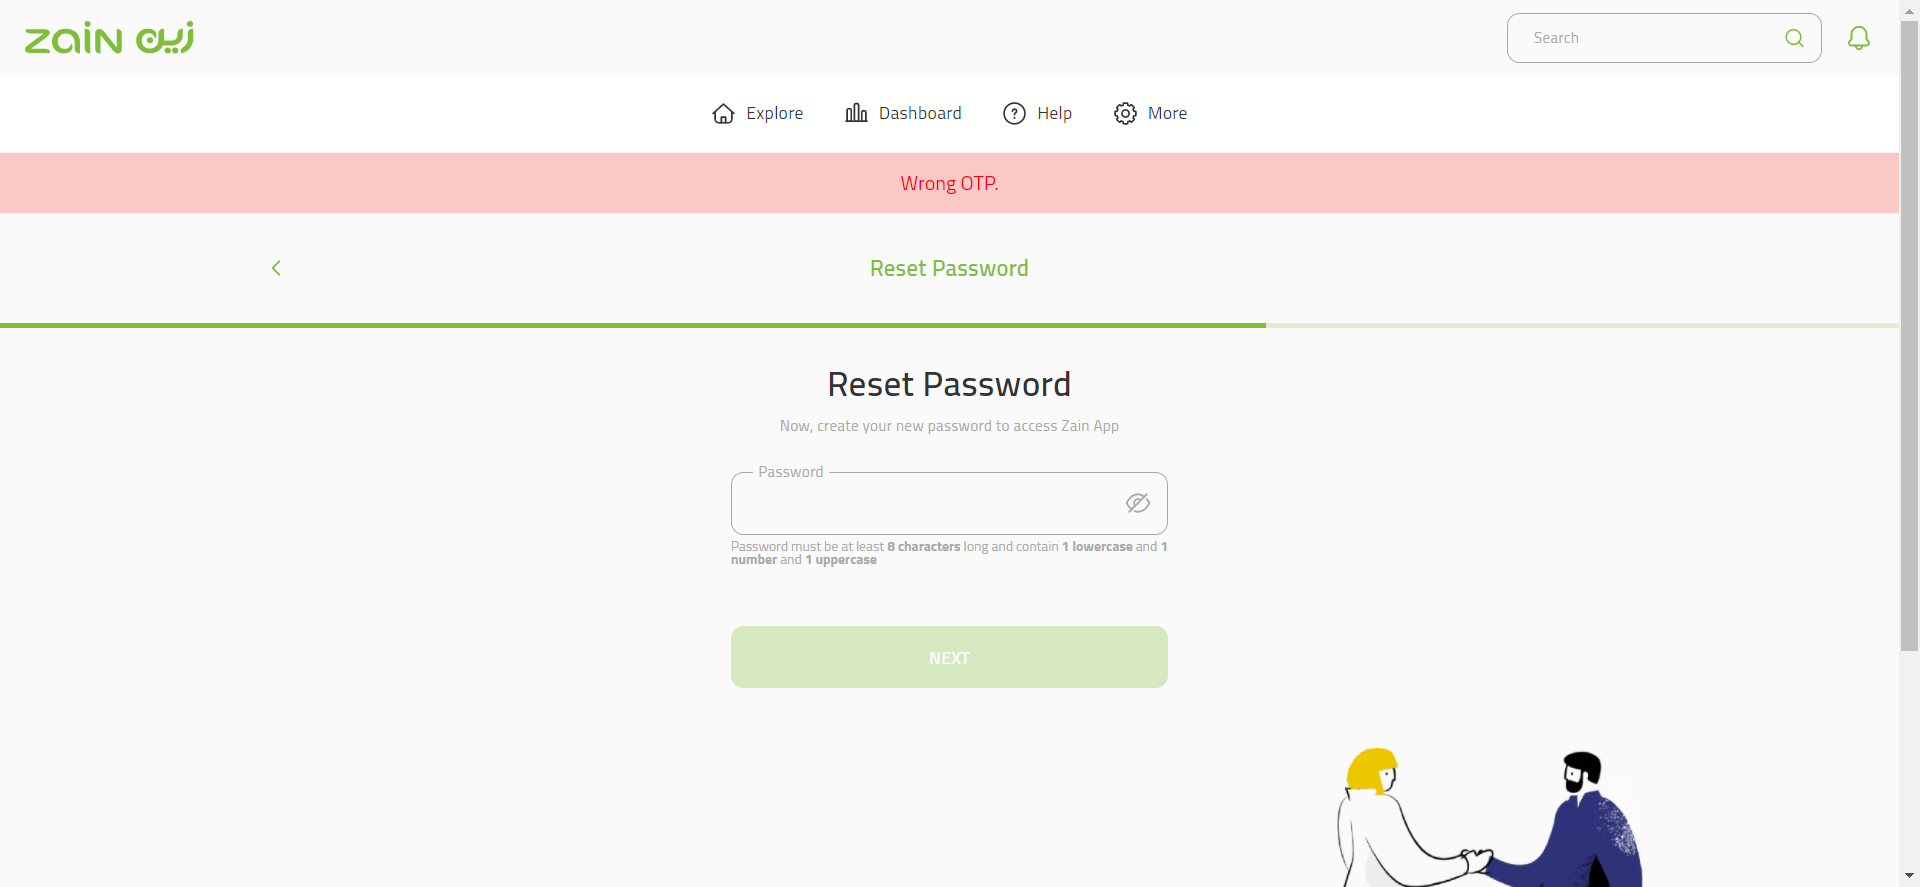 zain زين
Search
Explore
Dashboard
Help
More
Wrong OTP.
Reset Password
Reset Password
Now, create your new password to access Zain App
Password
Password must be at least 8 characters long and contain 1 lowercase and 1
number and 1 uppercase
NEXT